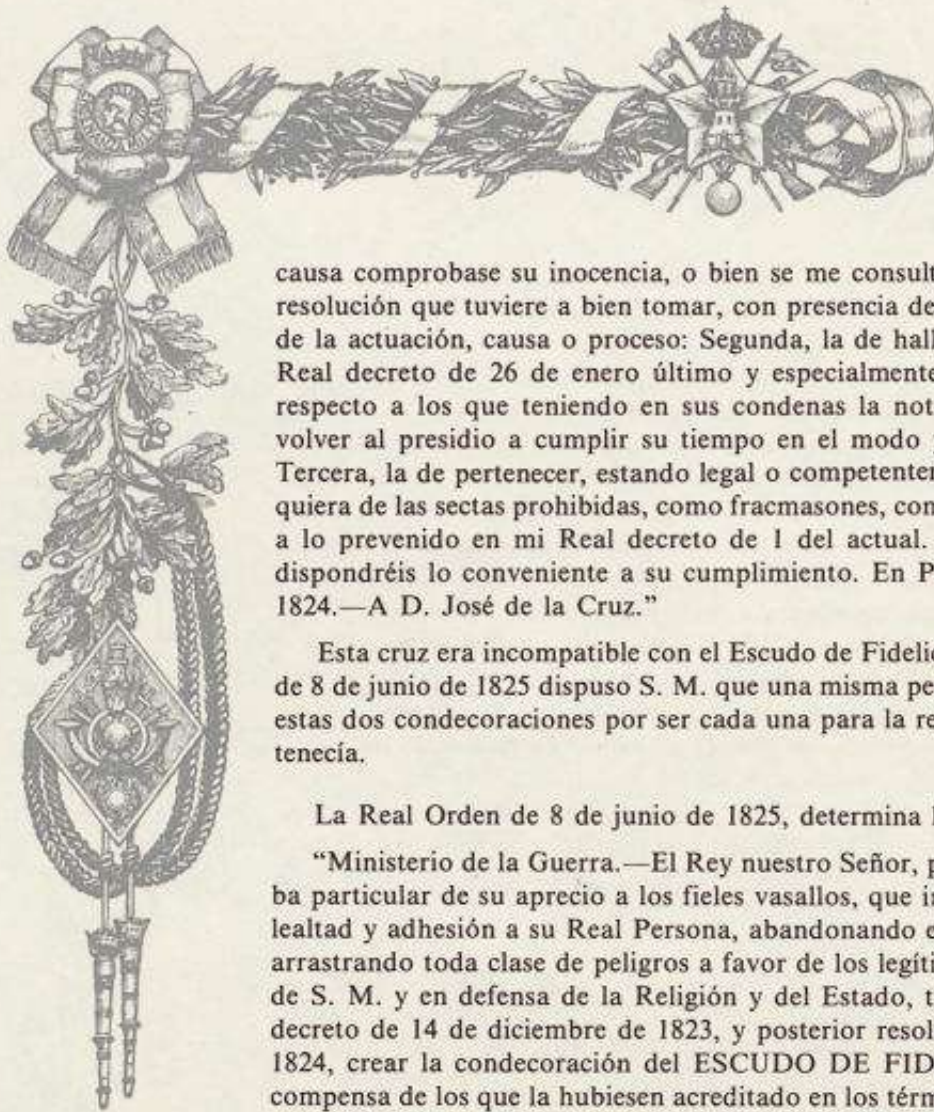 causa comprobase su inocencia, o bien se me consult
resolución que tuviere a bien tomar, con presencia de
de la actuación, causa o proceso: Segunda, la de hall
Real decreto de 26 de enero último y especialmente
respecto a los que teniendo en sus condenas la not
volver al presidio a cumplir su tiempo en el modo
Tercera, la de pertenecer, estando legal o competenter
quiera de las sectas prohibidas, como fracmasones, con
a lo prevenido en mi Real decreto de 1 del actual.
dispondréis lo conveniente a su cumplimiento. En P
1824.—A D. José de la Cruz.”
Esta cruz era incompatible con el Escudo de Fidelid
de 8 de junio de 1825 dispuso S. M. que una misma pe
estas dos condecoraciones por ser cada una para la re
tenecía.
La Real Orden de 8 de junio de 1825, determina l
“Ministerio de la Guerra.—El Rey nuestro Señor, p
ba particular de su aprecio a los fieles vasallos, que in
lealtad y adhesión a su Real Persona, abandonando e
arrastrando toda clase de peligros a favor de los legíti
de S. M. y en defensa de la Religión y del Estado, t
decreto de 14 de diciembre de 1823, y posterior resol
1824, crear la condecoración del ESCUDO DE FID
compensa de los que la hubiesen acreditado en los térm